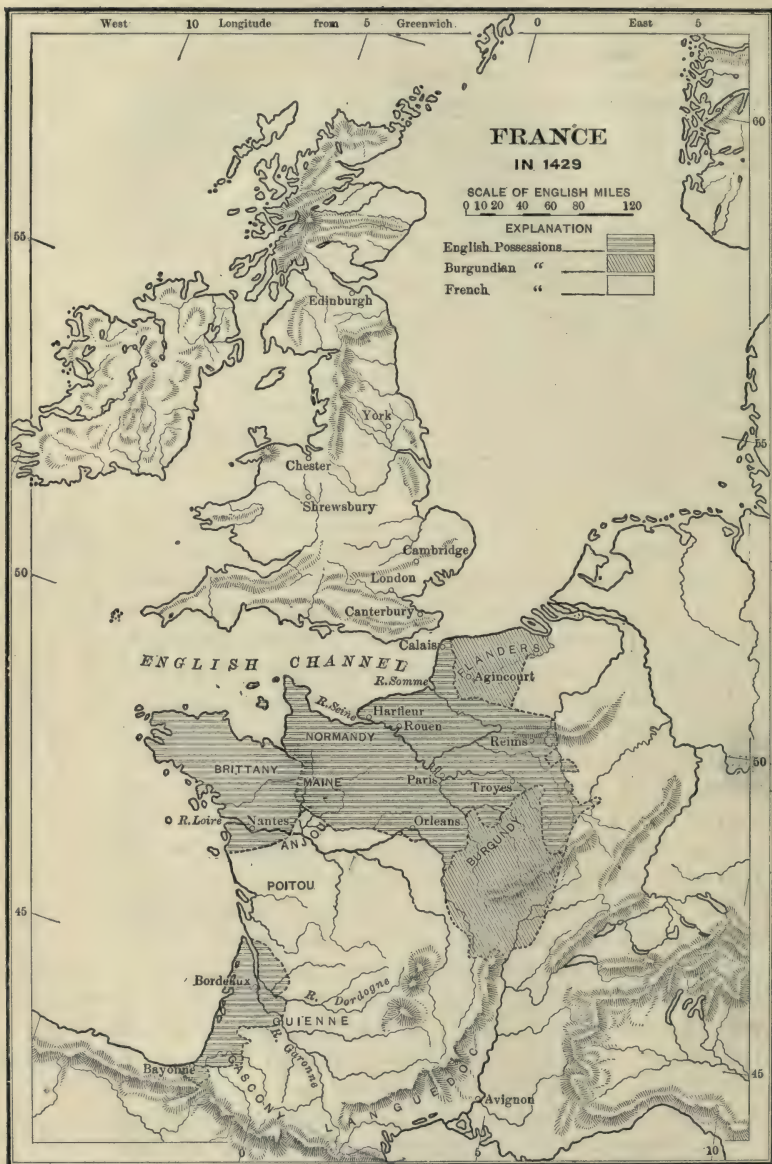 West 10 Longitude from 5 Greenwich. 0 East 5
60
FRANCE
IN 1429
SCALE OF ENGLISH MILES
0 10 20 40 60 80 120
EXPLANATION
English Possessions
Burgundian "
French "
55
Edinburgh
York
55
Chester
Shrewsbury
Cambridge
50
London
Canterbury
Calais
FLANDERS
ENGLISH CHANNEL
Agincourt
R. Somme
R. Seine
Harfleur
Rouen
NORMANDY
Reims
50
BRITTANY
MAINE
Paris
Troyes
R. Loire
Nantes
Orleans
ANJOU
BURGUNDY
POITOU
45
Bordeaux
R. Dordogne
GUIENNE
R. Garonne
Bayonne
GASCONY
LANGUEDOC
Avignon
45
0 5 10